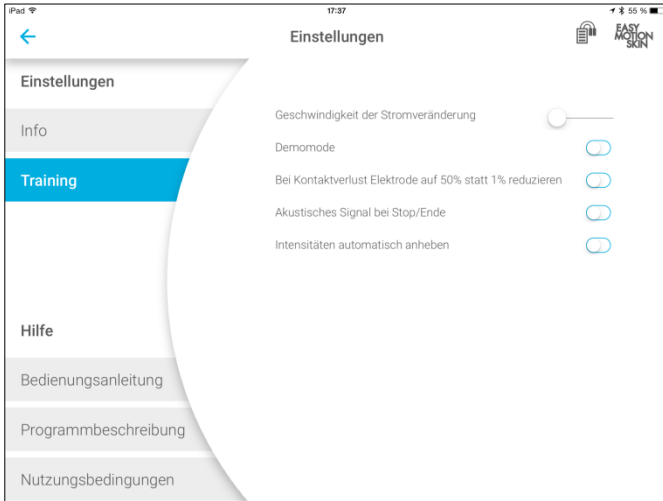 iPad
17:37
55 %
Einstellungen
EASY
MOTION
SKIN
Einstellungen
Info
Training
Geschwindigkeit der Stromveränderung
Demomode
Bei Kontaktverlust Elektrode auf 50% statt 1% reduzieren
Akustisches Signal bei Stop/Ende
Intensitäten automatisch anheben
Hilfe
Bedienungsanleitung
Programmbeschreibung
Nutzungsbedingungen